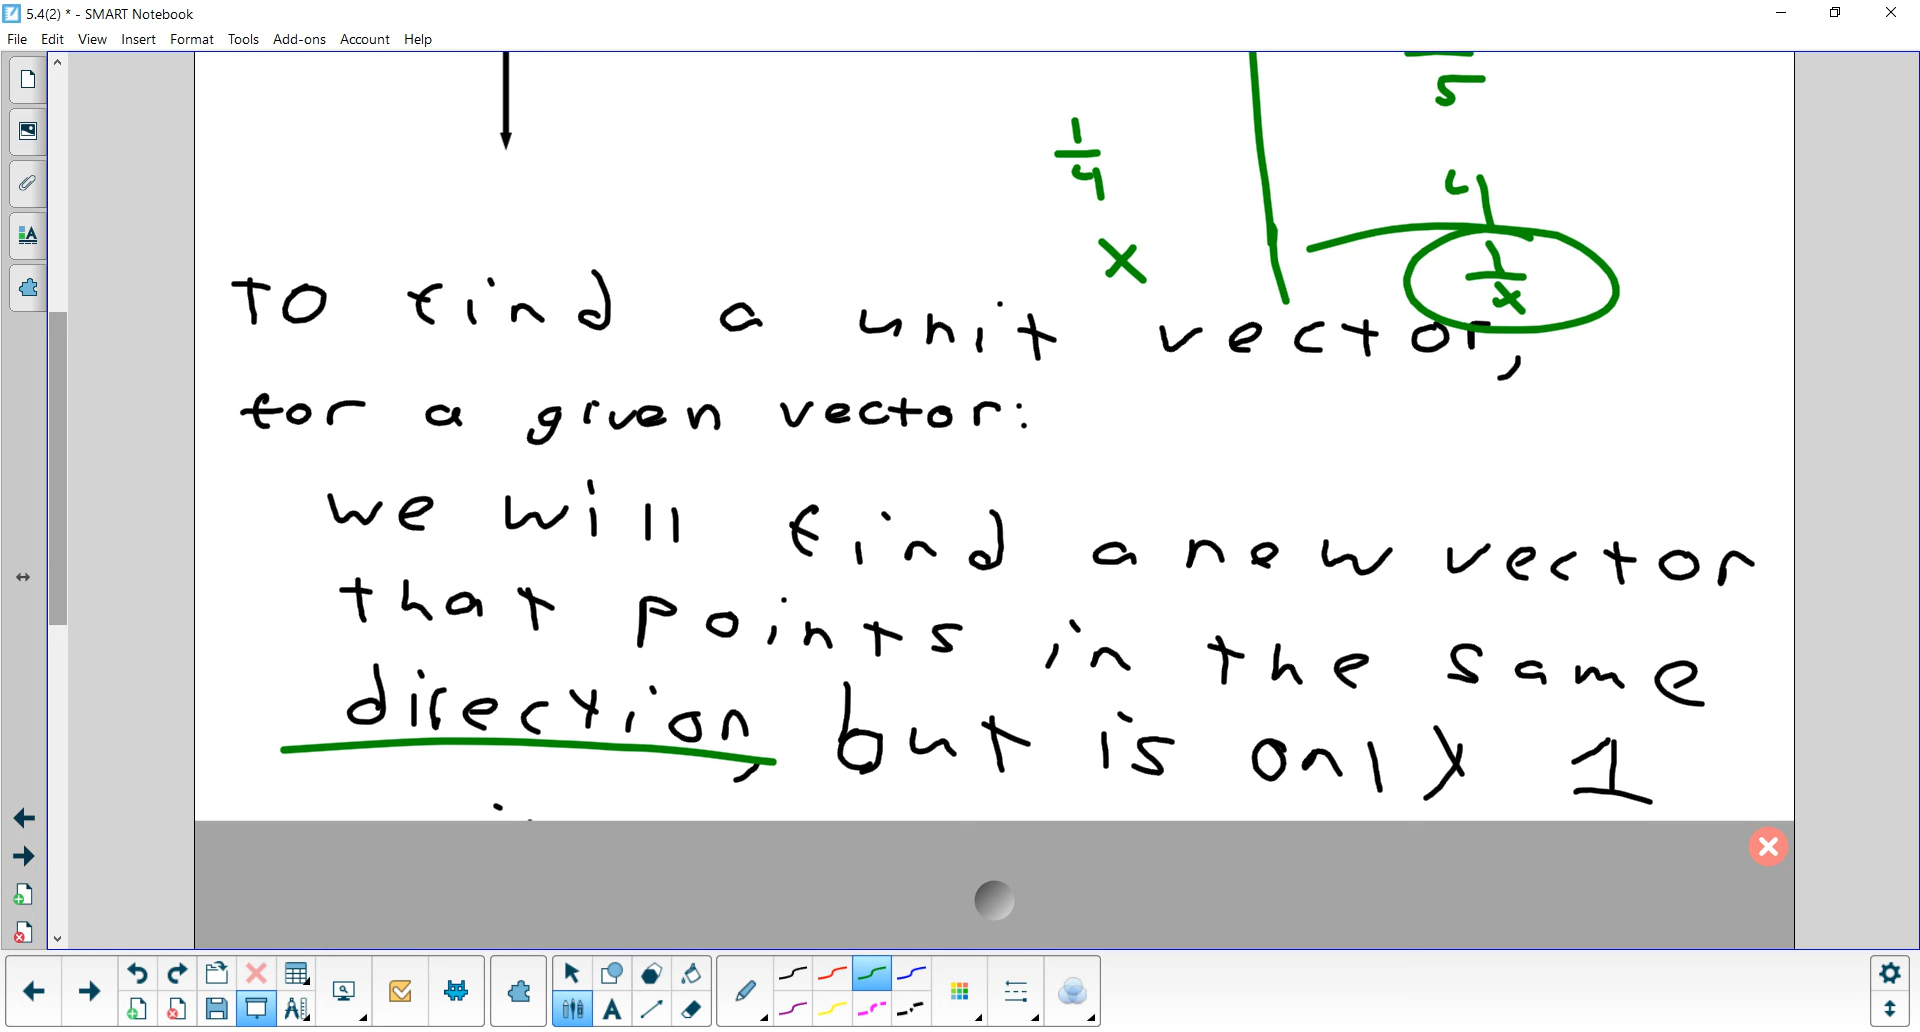 5.4(2) * - SMART Notebook
File Edit View Insert Format Tools Add-ons Account Help
5
1
4
4
x
1
x
To find a unit vector,
for a given vector:
we will find a new vector
that points in the same
direction, but is only 1